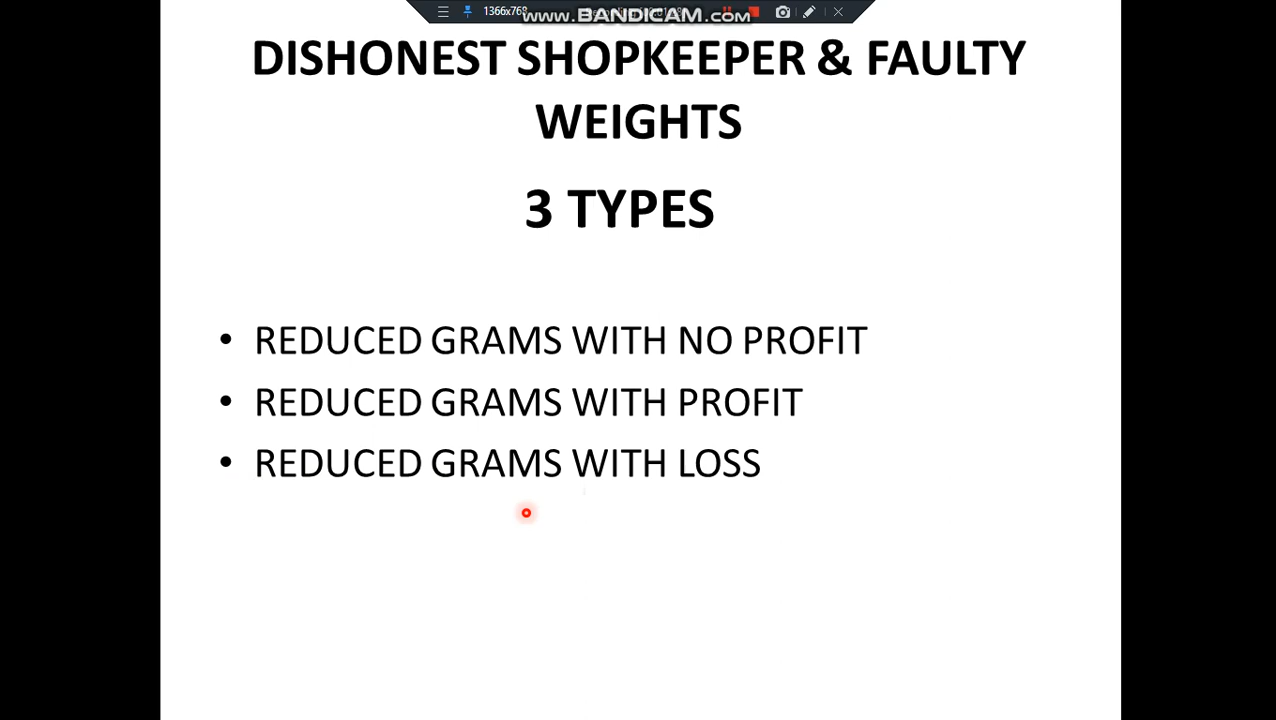 1366x768
www.BANDICAM.com
DISHONEST SHOPKEEPER & FAULTY
WEIGHTS
3 TYPES
• REDUCED GRAMS WITH NO PROFIT
• REDUCED GRAMS WITH PROFIT
• REDUCED GRAMS WITH LOSS